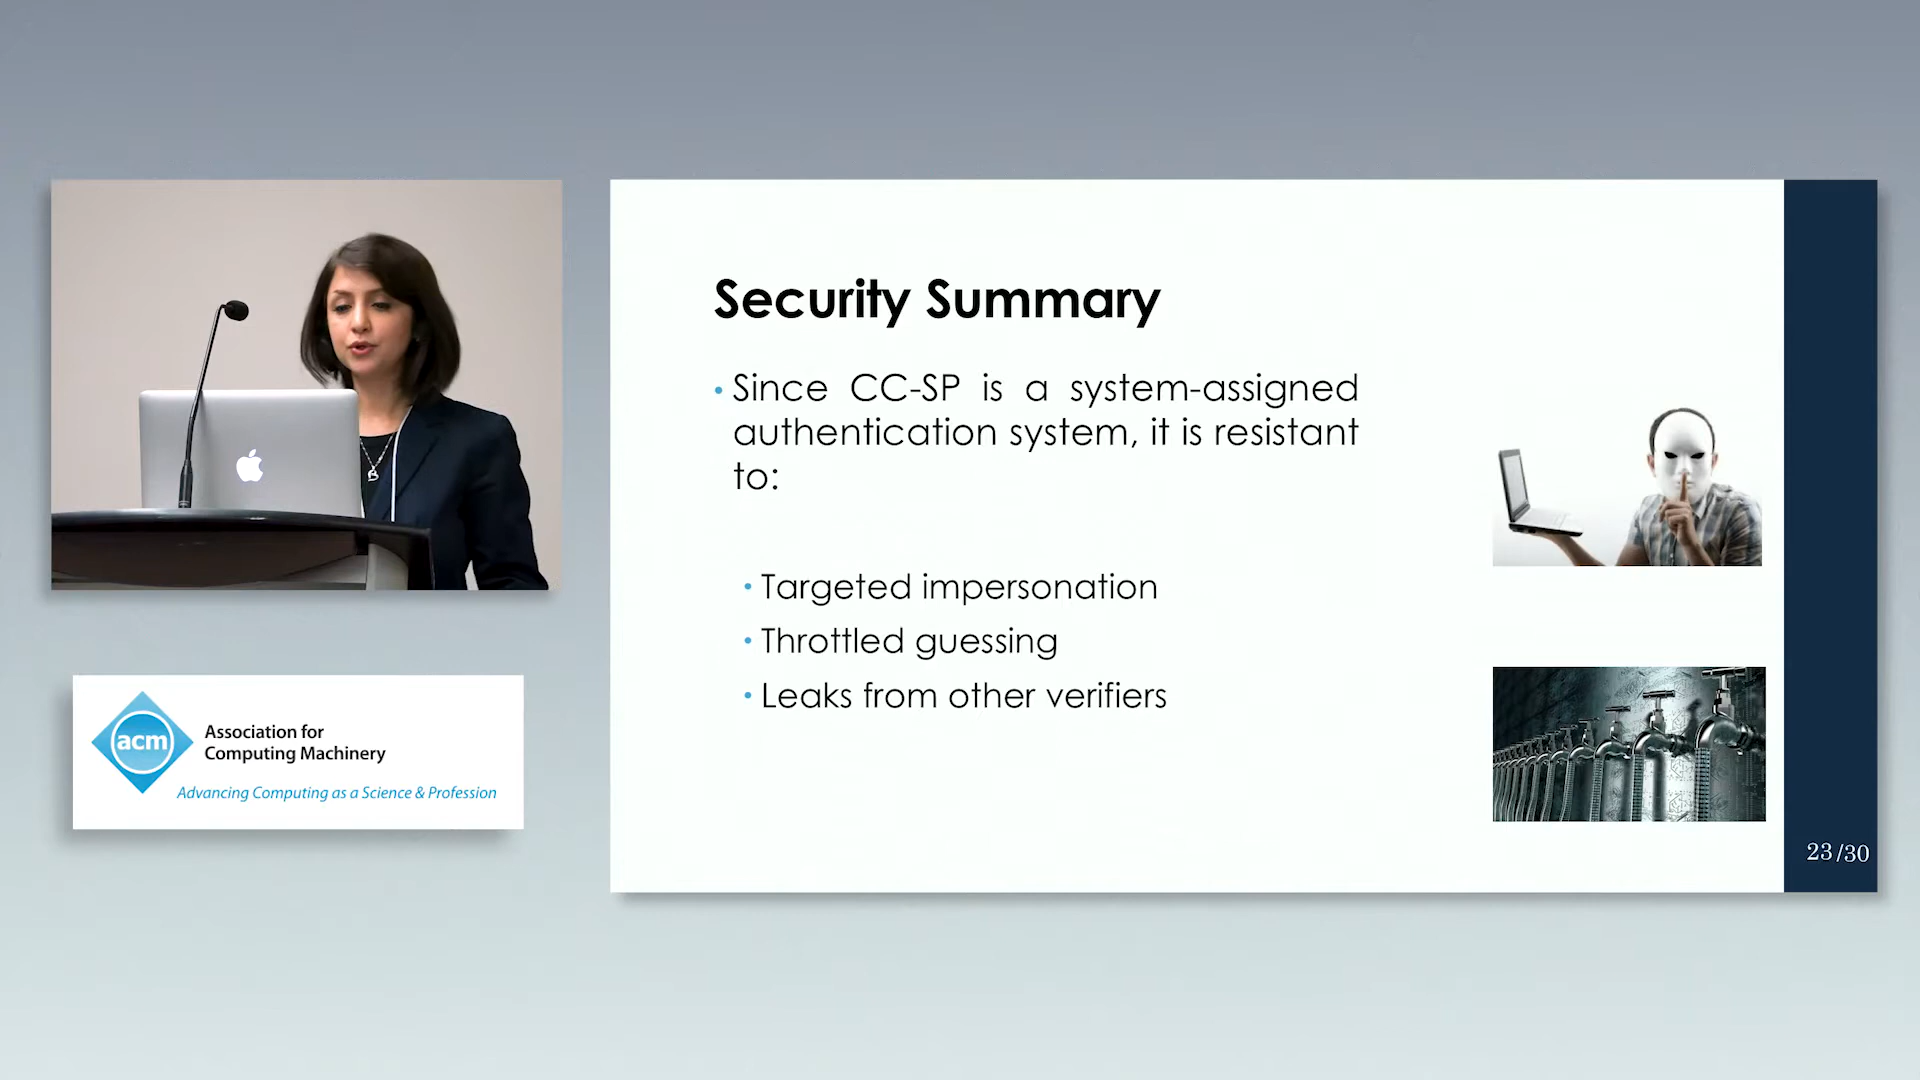 Security Summary
• Since CC-SP is a system-assigned
authentication system, it is resistant
to:
• Targeted impersonation
• Throttled guessing
• Leaks from other verifiers
23/30
acm
Association for
Computing Machinery
Advancing Computing as a Science & Profession